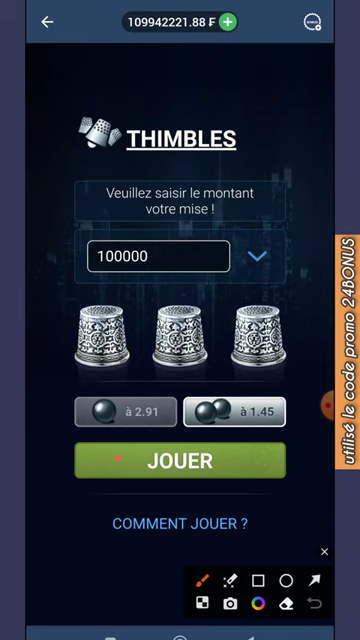 109942221.88 ₣
BONUS
THIMBLES
Veuillez saisir le montant
votre mise !
100000
à 2.91
à 1.45
JOUER
COMMENT JOUER ?
utilisé le code promo 24BONUS